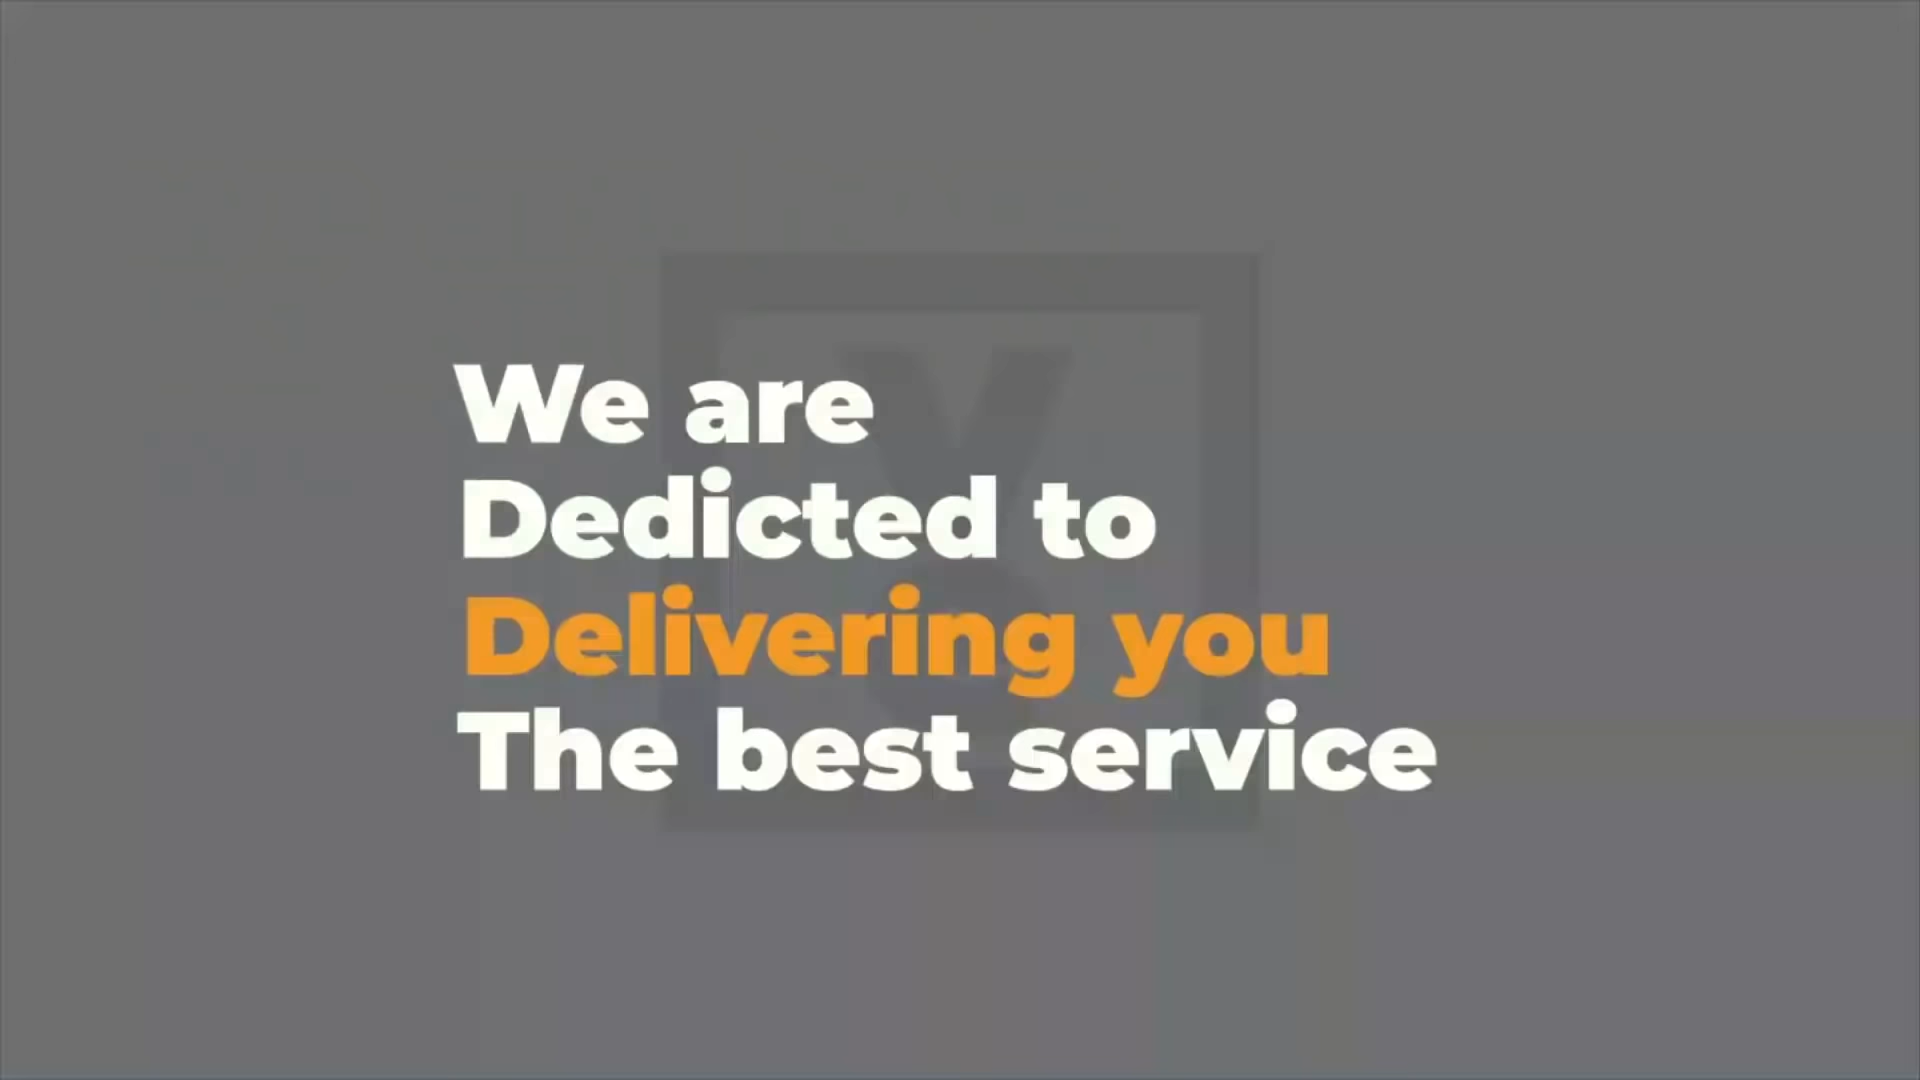 We are
Dedicted to
Delivering you
The best service